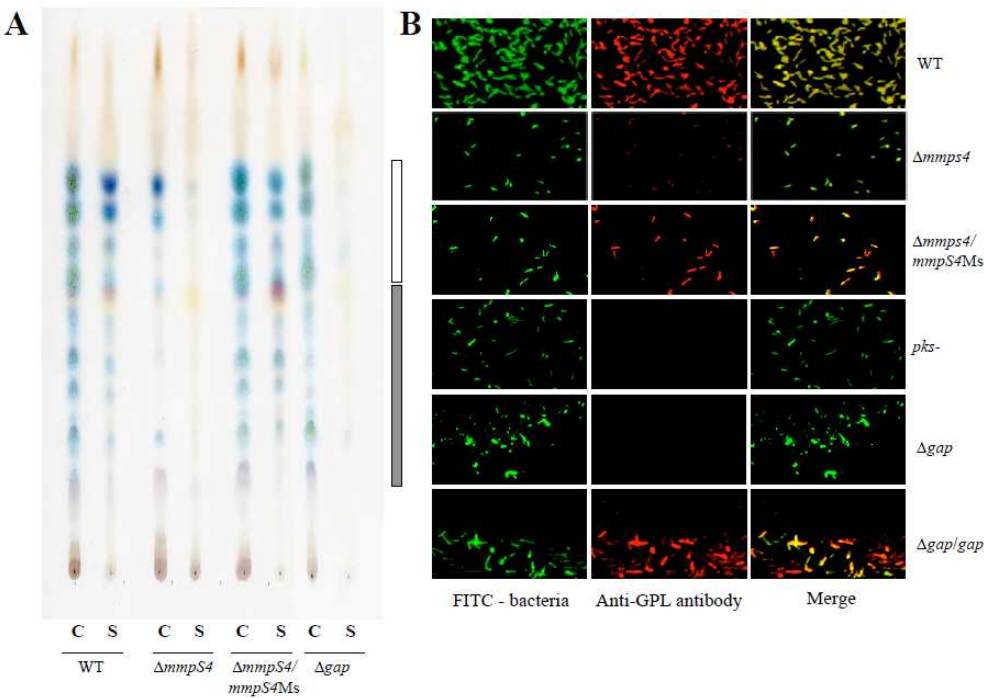 A
B
WT
Δmmps4
Δmmps4/
mmpS4Ms
pks-
Δgap
Δgap/gap
FITC - bacteria Anti-GPL antibody Merge
C S C S C S C S
WT ΔmmpS4 ΔmmpS4/ Δgap
mmpS4Ms